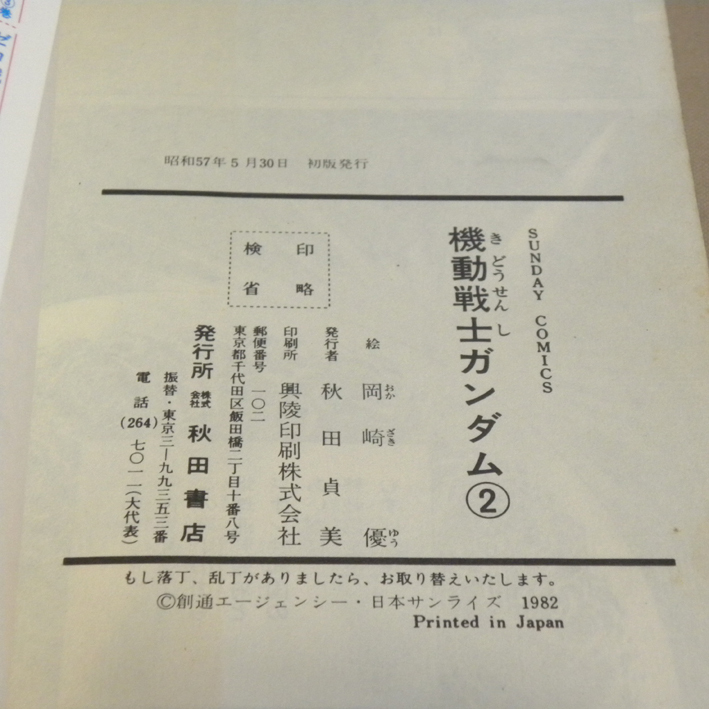 昭和57年5月30日 初版発行
SUNDAY COMICS
機動戦士ガンダム②
きどうせんし
絵 岡崎優
おかざきゆう
発行者 秋田貞美
印刷所 興陵印刷株式会社
郵便番号 一〇二
東京都千代田区飯田橋二丁目十番八号
発行所 株式会社 秋田書店
振替・東京三―九九三五三番
電話(264)七〇一一(大代表)
検印
省略
もし落丁、乱丁がありましたら、お取り替えいたします。
©創通エージェンシー・日本サンライズ 1982
Printed in Japan